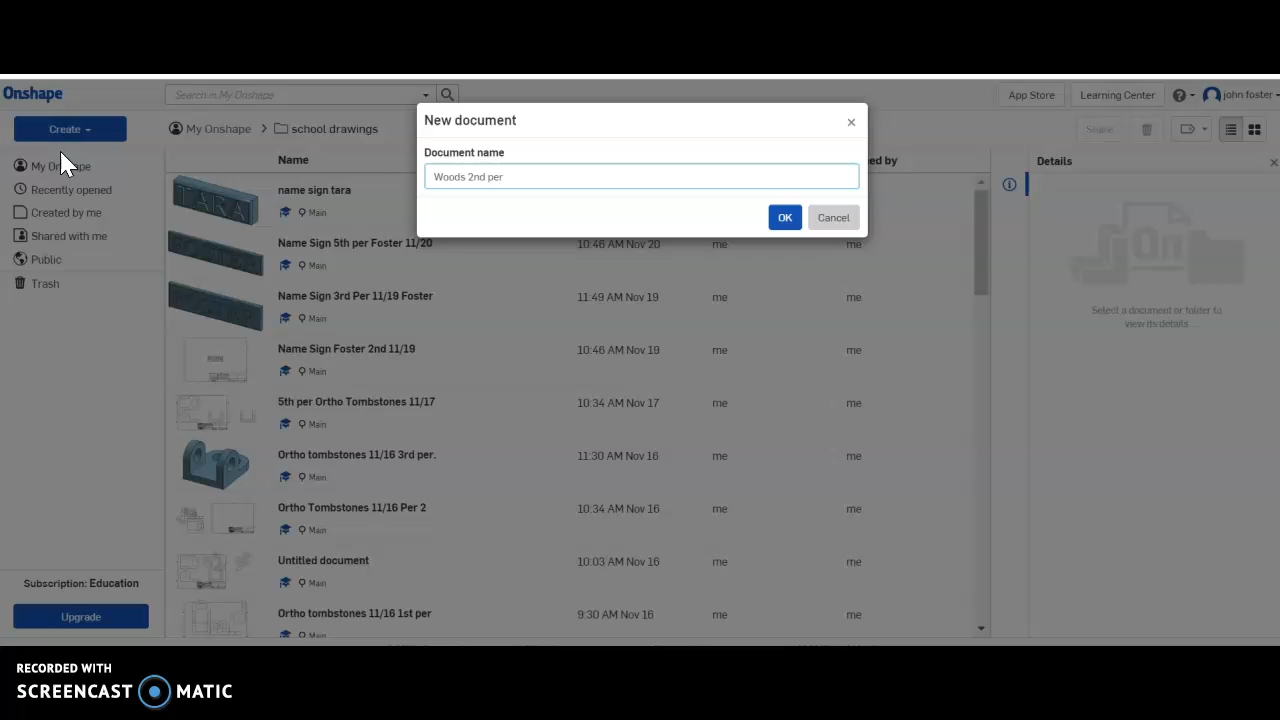 Onshape
Search in My Onshape
App Store
Learning Center
john foster
Create
My Onshape
school drawings
Share
New document
Document name
Woods 2nd per
OK
Cancel
My Onshape
Recently opened
Created by me
Shared with me
Public
Trash
Subscription: Education
Upgrade
Name
ed by
name sign tara
Main
Name Sign 5th per Foster 11/20
10:46 AM Nov 20
me
me
Main
Name Sign 3rd Per 11/19 Foster
11:49 AM Nov 19
me
me
Main
Name Sign Foster 2nd 11/19
10:46 AM Nov 19
me
me
Main
5th per Ortho Tombstones 11/17
10:34 AM Nov 17
me
me
Main
Ortho tombstones 11/16 3rd per.
11:30 AM Nov 16
me
me
Main
Ortho Tombstones 11/16 Per 2
10:34 AM Nov 16
me
me
Main
Untitled document
10:03 AM Nov 16
me
me
Main
Ortho tombstones 11/16 1st per
9:30 AM Nov 16
me
me
Main
TARA
Details
On
Select a document or folder to
view its details ...
RECORDED WITH
SCREENCAST MATIC